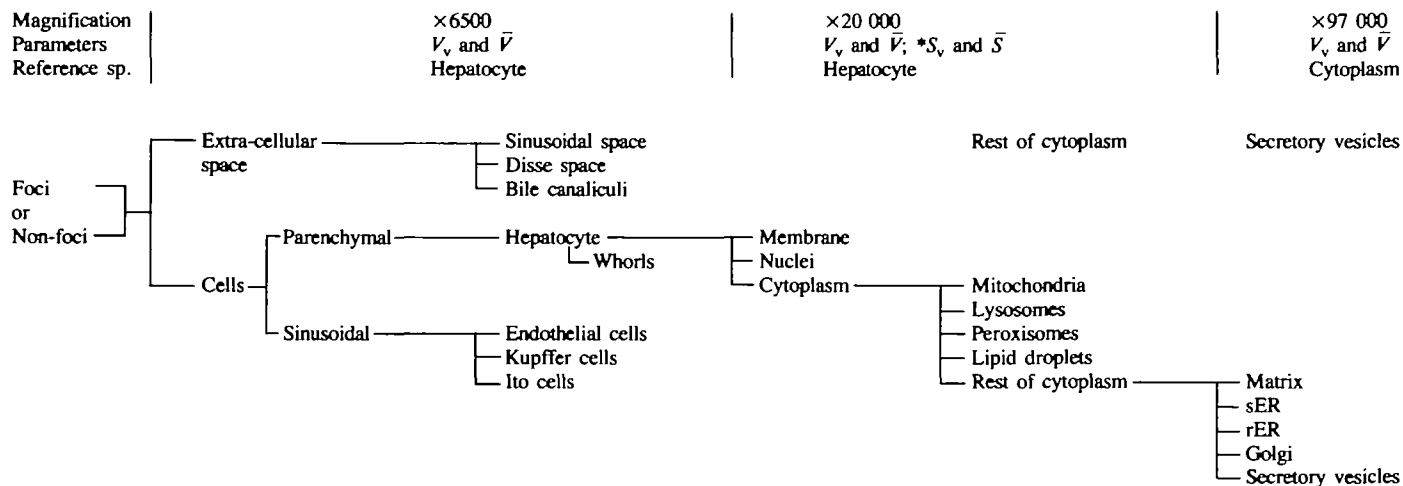 Magnification ×6500 ×20 000 ×97 000
Parameters V_v and V̄ V_v and V̄; *S_v and S̄ V_v and V̄
Reference sp. Hepatocyte Hepatocyte Cytoplasm
Extra-cellular Sinusoidal space Rest of cytoplasm Secretory vesicles
space Disse space
Foci Bile canaliculi
or
Non-foci Parenchymal Hepatocyte Membrane
Whorls Nuclei
Cells Cytoplasm Mitochondria
Lysosomes
Sinusoidal Endothelial cells Peroxisomes
Kupffer cells Lipid droplets
Ito cells Rest of cytoplasm Matrix
sER
rER
Golgi
Secretory vesicles